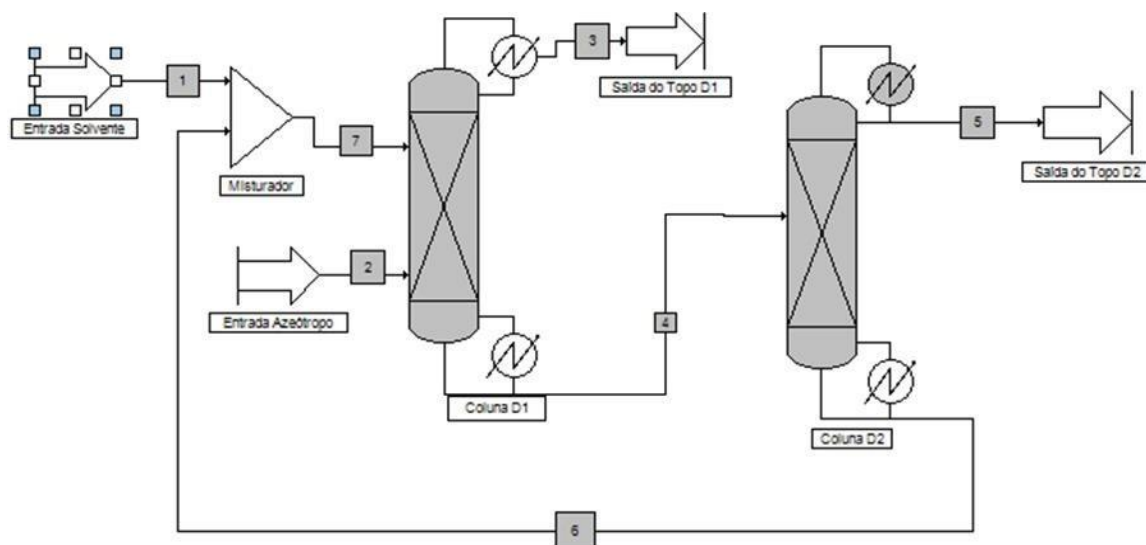 3
Saída do Topo D1
1
Entrada Solvente
5
Saída do Topo D2
7
Misturador
2
Entrada Azeótropo
4
Coluna D1
Coluna D2
6